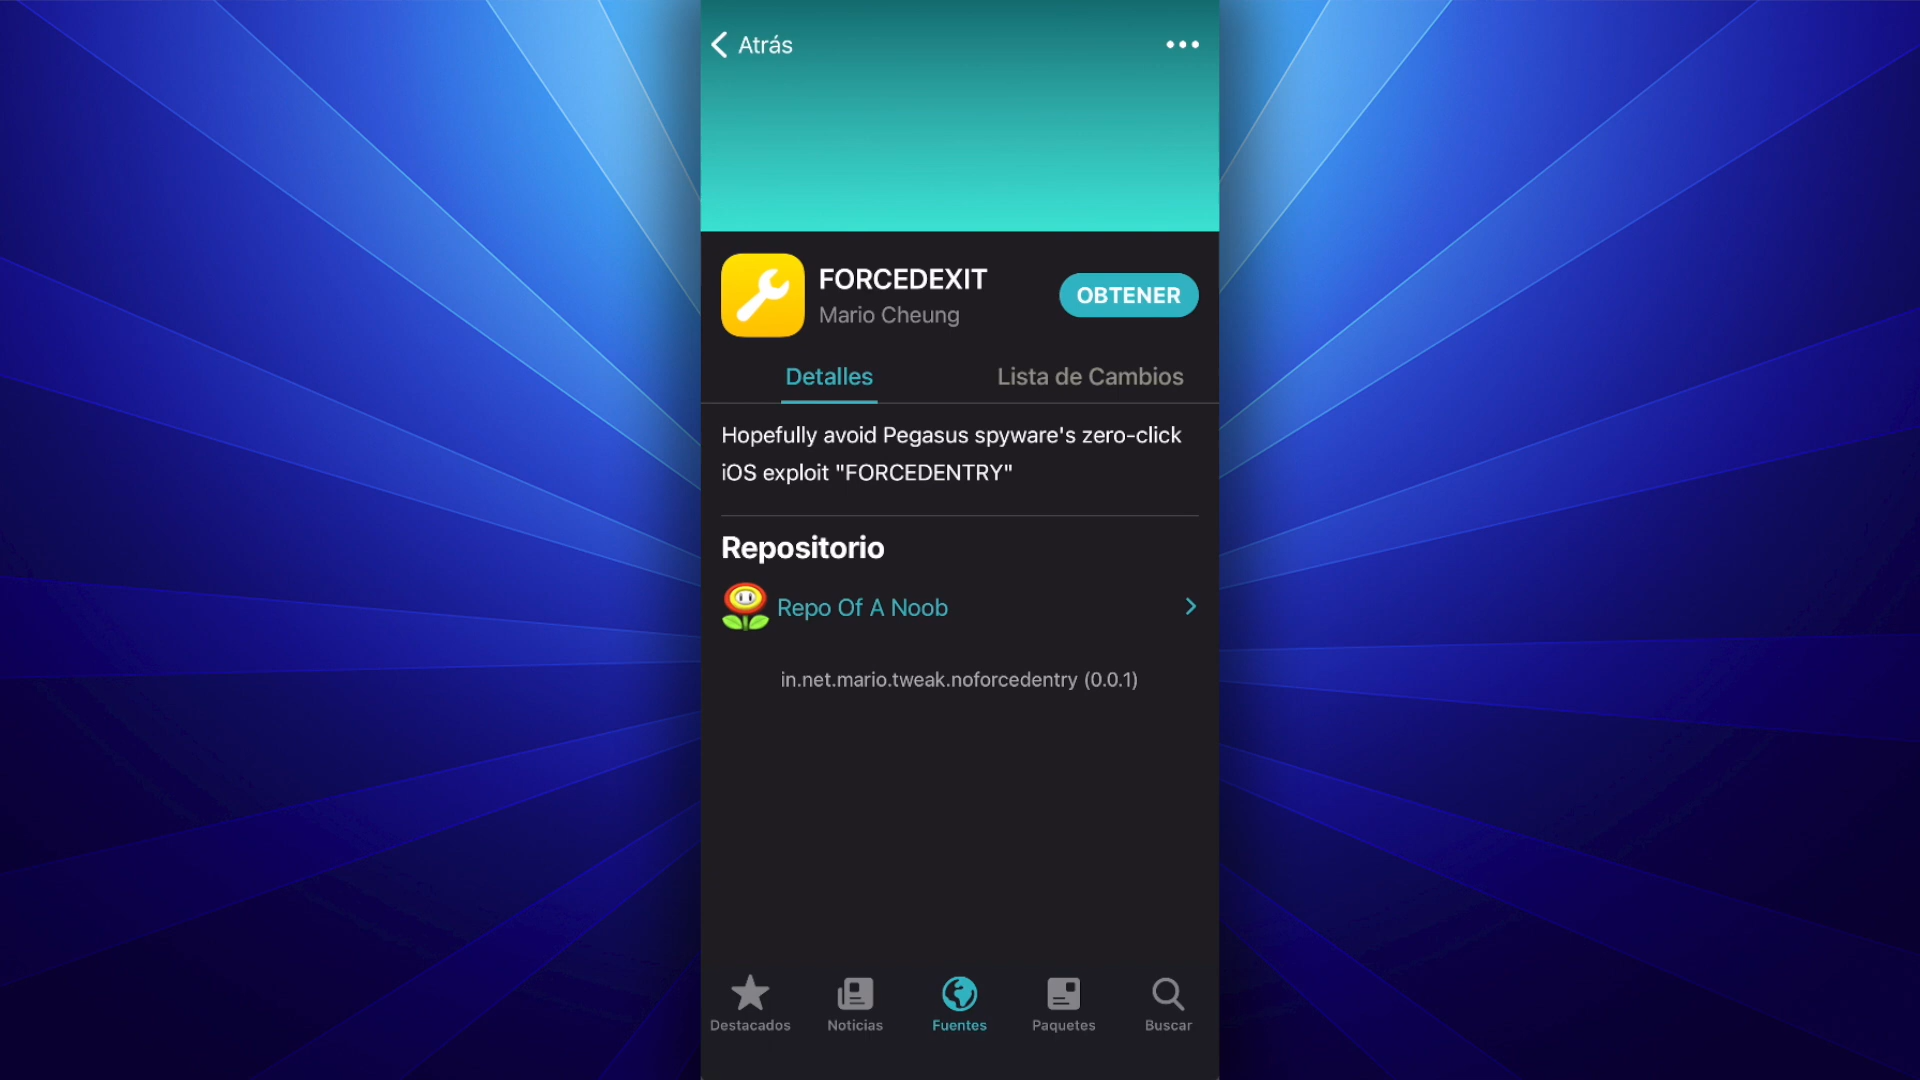 Atrás
FORCEDEXIT
Mario Cheung
OBTENER
Detalles
Lista de Cambios
Hopefully avoid Pegasus spyware's zero-click
iOS exploit "FORCEDENTRY"
Repositorio
Repo Of A Noob
in.net.mario.tweak.noforcedentry (0.0.1)
Destacados
Noticias
Fuentes
Paquetes
Buscar